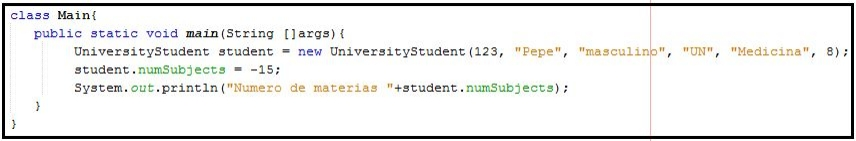 class Main{
public static void main(String []args){
UniversityStudent student = new UniversityStudent(123, "Pepe", "masculino", "UN", "Medicina", 8);
student.numSubjects = -15;
System.out.println("Numero de materias "+student.numSubjects);
}
}